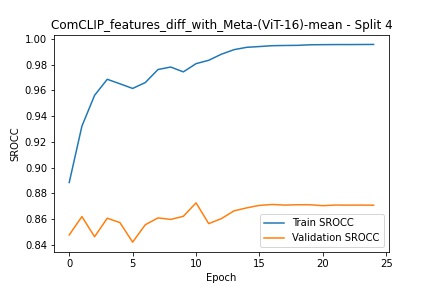 ComCLIP_features_diff_with_Meta-(ViT-16)-mean - Split 4
1.00
0.98
0.96
0.94
0.92
0.90
0.88
0.86
0.84
SROCC
Train SROCC
Validation SROCC
0 5 10 15 20 25
Epoch